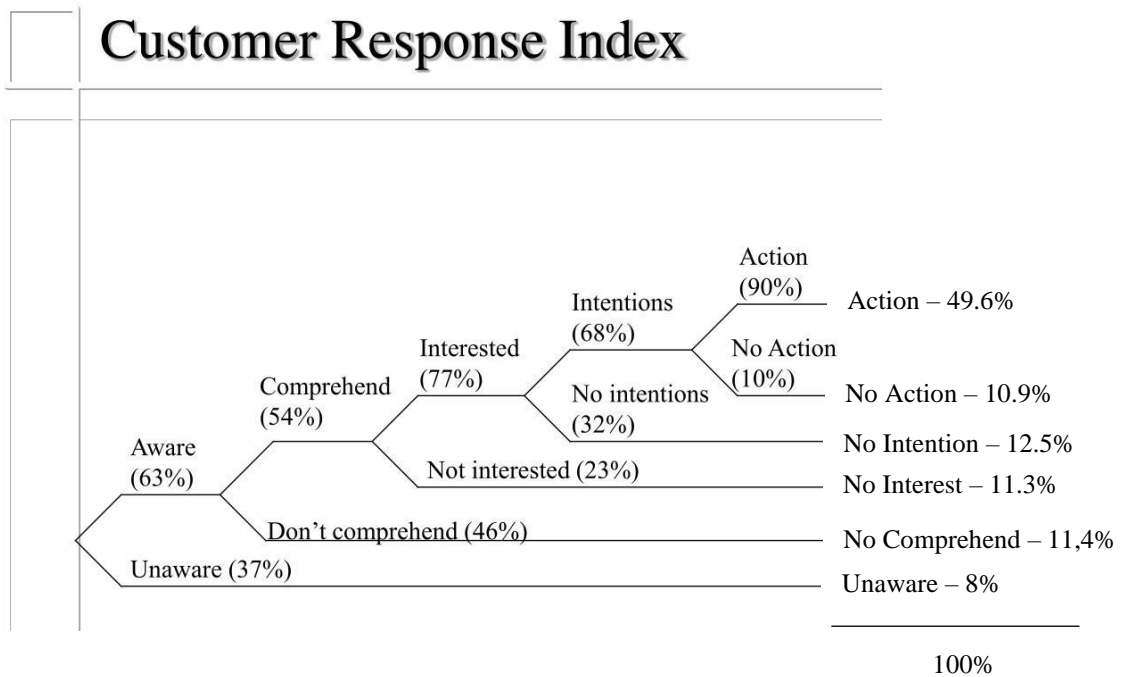 Customer Response Index
Action
(90%)
Action – 49.6%
Intentions
(68%)
No Action
(10%)
No Action – 10.9%
Interested
(77%)
No intentions
(32%)
No Intention – 12.5%
Comprehend
(54%)
Not interested (23%)
No Interest – 11.3%
Aware
(63%)
Don’t comprehend (46%)
No Comprehend – 11,4%
Unaware (37%)
Unaware – 8%
100%